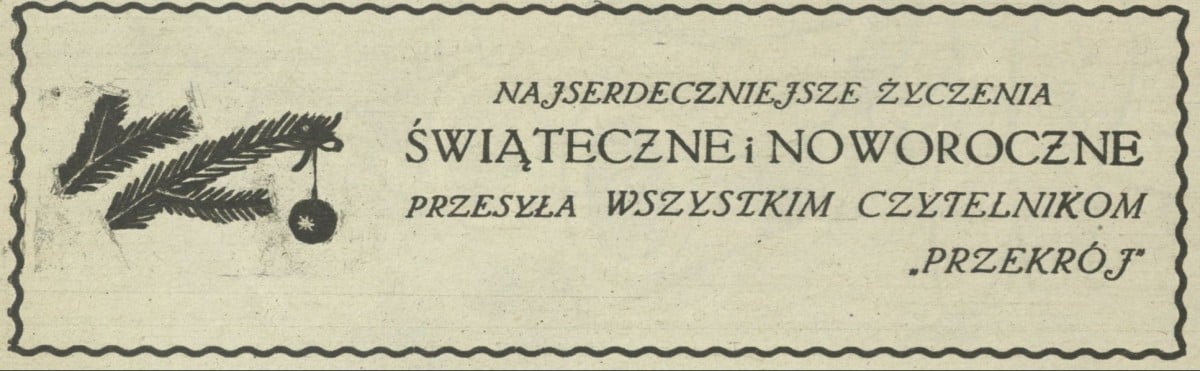 NAJSERDECZNIEJSZE ŻYCZENIA
ŚWIĄTECZNE i NOWOROCZNE
PRZESYŁA WSZYSTKIM CZYTELNIKOM
„PRZEKRÓJ”